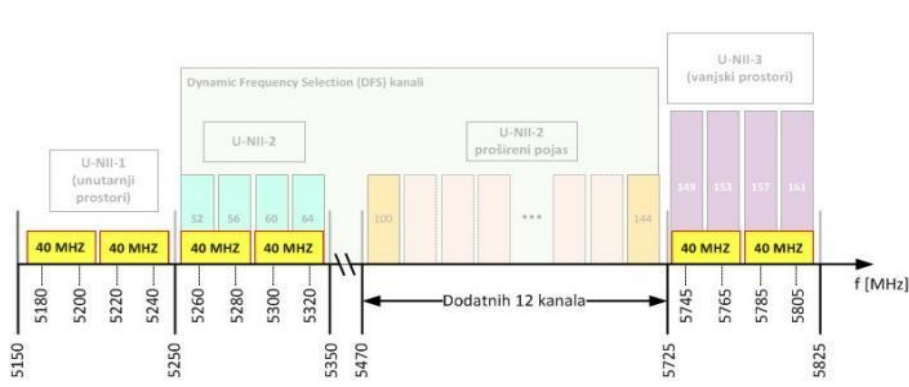 U-NII-3
(vanjski prostori)
Dynamic Frequency Selection (DFS) kanali
U-NII-2
U-NII-2
prošireni pojas
U-NII-1
(unutarnji
prostori)
149 153 157 161
52 56 60 64
100 ... 144
40 MHZ 40 MHZ 40 MHZ 40 MHZ 40 MHZ 40 MHZ
f [MHz]
5180 5200 5220 5240 5260 5280 5300 5320 5745 5765 5785 5805
Dodatnih 12 kanala
5150 5250 5350 5470 5725 5825